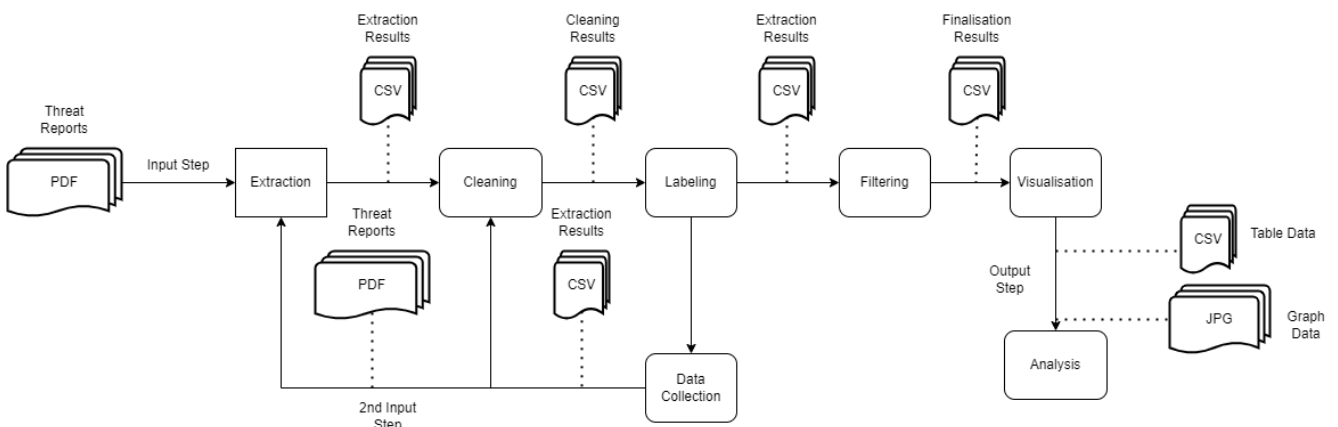 Extraction
Results
CSV
Cleaning
Results
CSV
Extraction
Results
CSV
Finalisation
Results
CSV
Threat
Reports
PDF
Input Step
Extraction
Cleaning
Labeling
Filtering
Visualisation
Threat
Reports
PDF
Extraction
Results
CSV
CSV
Table Data
Output
Step
JPG
Graph
Data
Analysis
Data
Collection
2nd Input
Step